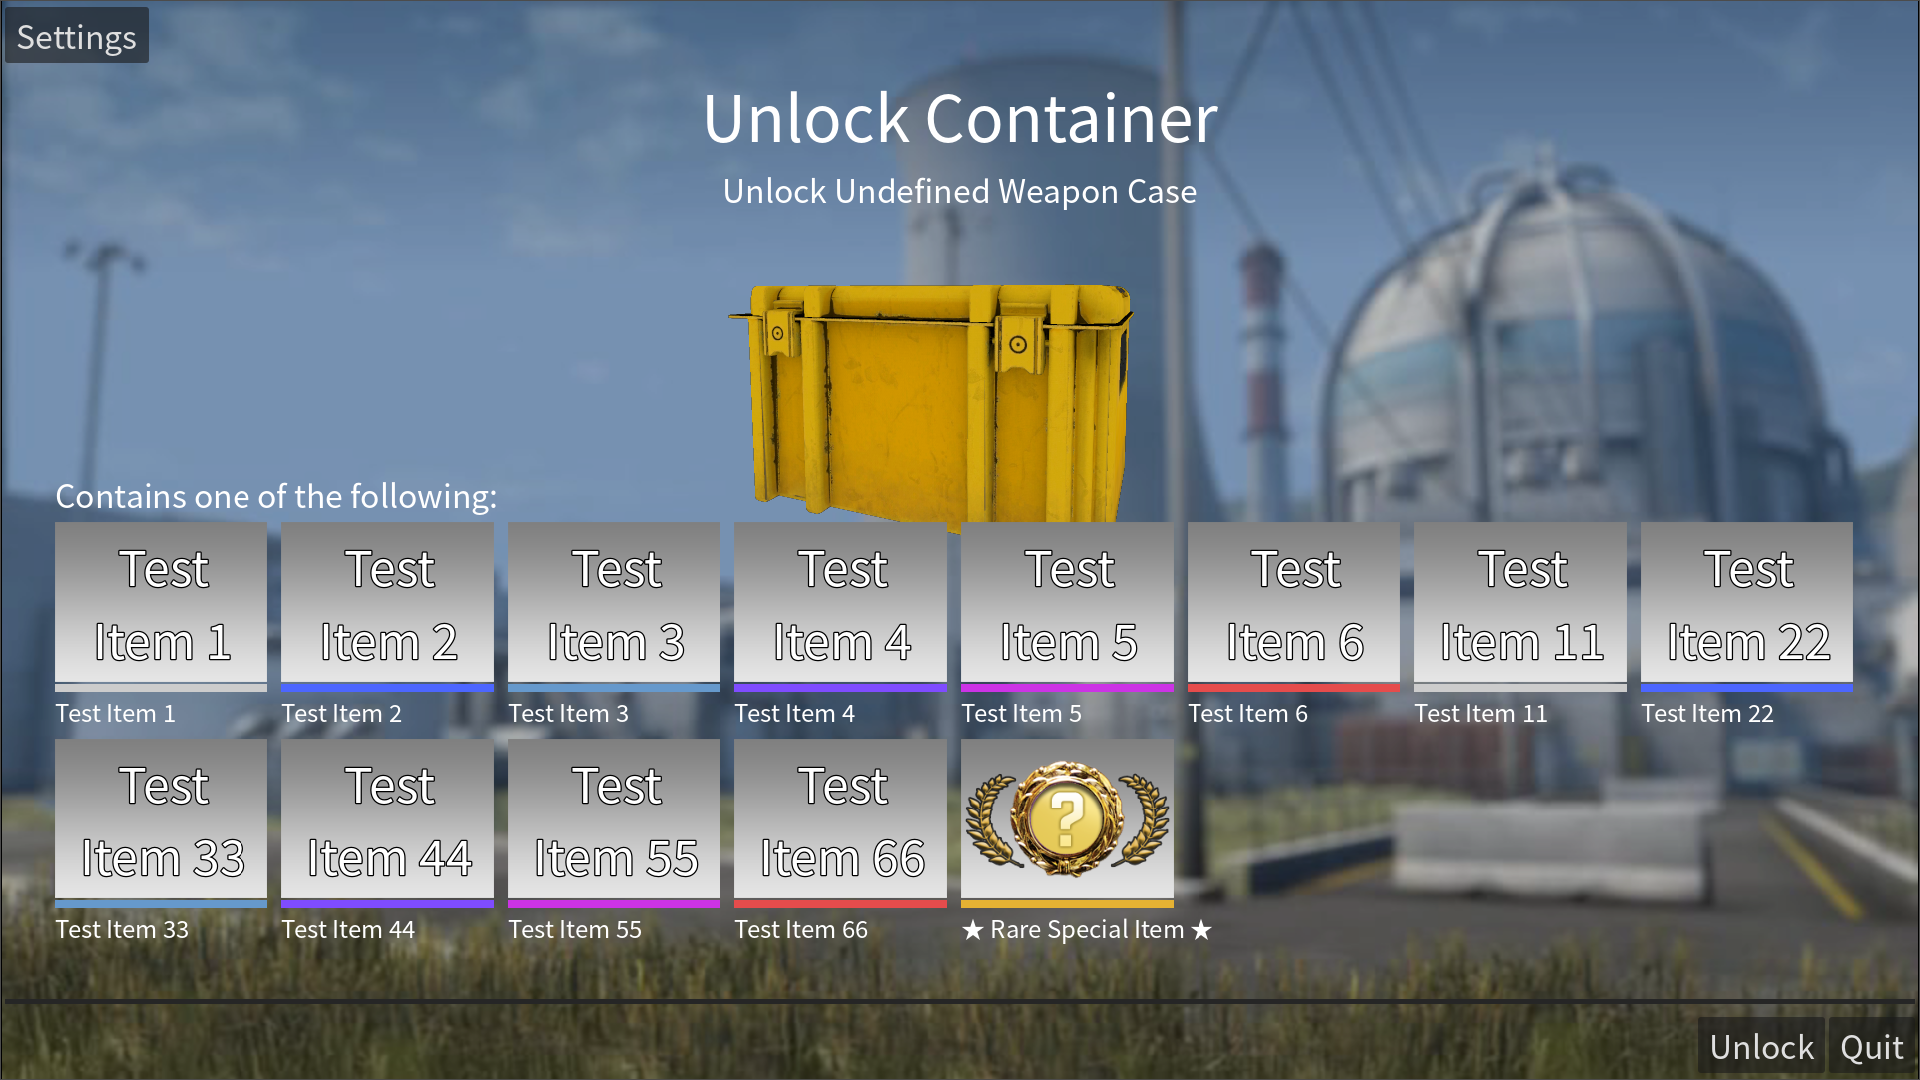 Settings
Unlock Container
Unlock Undefined Weapon Case
Contains one of the following:
Test
Item 1
Test
Item 2
Test
Item 3
Test
Item 4
Test
Item 5
Test
Item 6
Test
Item 11
Test
Item 22
Test Item 1
Test Item 2
Test Item 3
Test Item 4
Test Item 5
Test Item 6
Test Item 11
Test Item 22
Test
Item 33
Test
Item 44
Test
Item 55
Test
Item 66
?
Test Item 33
Test Item 44
Test Item 55
Test Item 66
★ Rare Special Item ★
Unlock
Quit